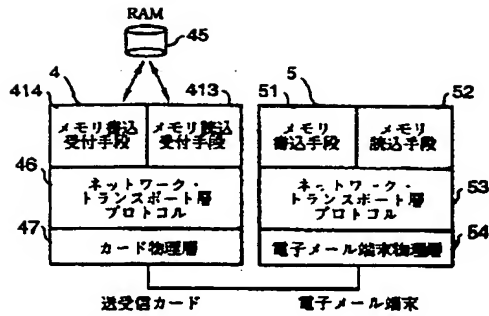 RAM
45
414
4
413
51
5
52
メモリ書込
受付手段
メモリ読込
受付手段
メモリ
書込手段
メモリ
読込手段
46
ネットワーク・
トランスポート層
プロトコル
ネットワーク・
トランスポート層
プロトコル
53
47
カード物理層
電子メール端末物理層
54
送受信カード
電子メール端末